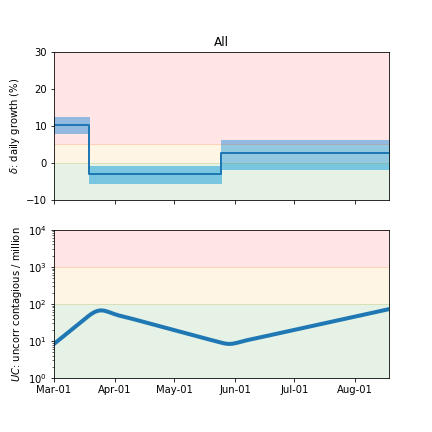 All
δ: daily growth (%)
30
20
10
0
−10
UC: uncorr contagious / million
10⁴
10³
10²
10¹
10⁰
Mar-01 Apr-01 May-01 Jun-01 Jul-01 Aug-01